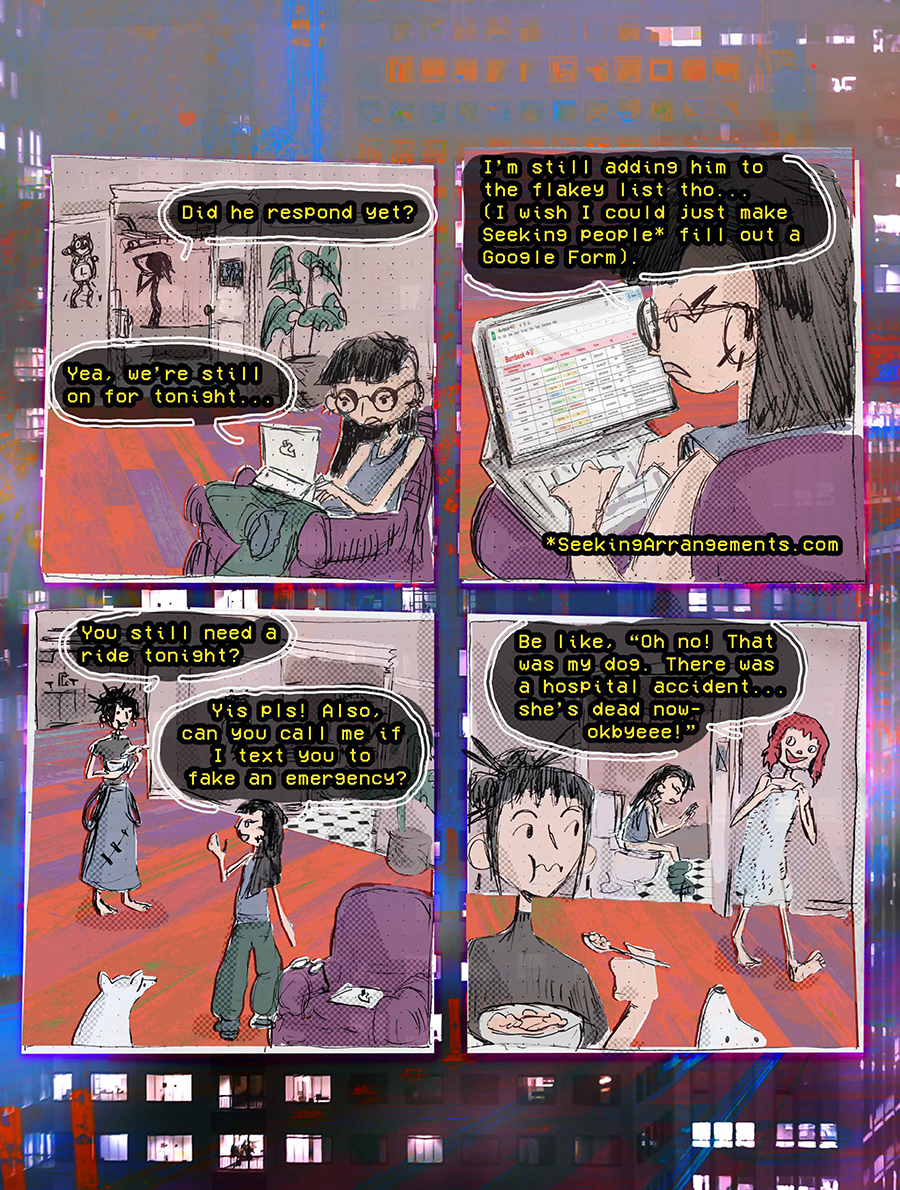 Did he respond yet?
Yea, we're still
on for tonight...
I'm still adding him to
the flakey list tho...
(I wish I could just make
Seeking people* fill out a
Google Form).
*SeekingArrangements.com
You still need a
ride tonight?
Yis pls! Also,
can you call me if
I text you to
fake an emergency?
Be like, “Oh no! That
was my dog. There was
a hospital accident...
she's dead now-
okbyeee!”